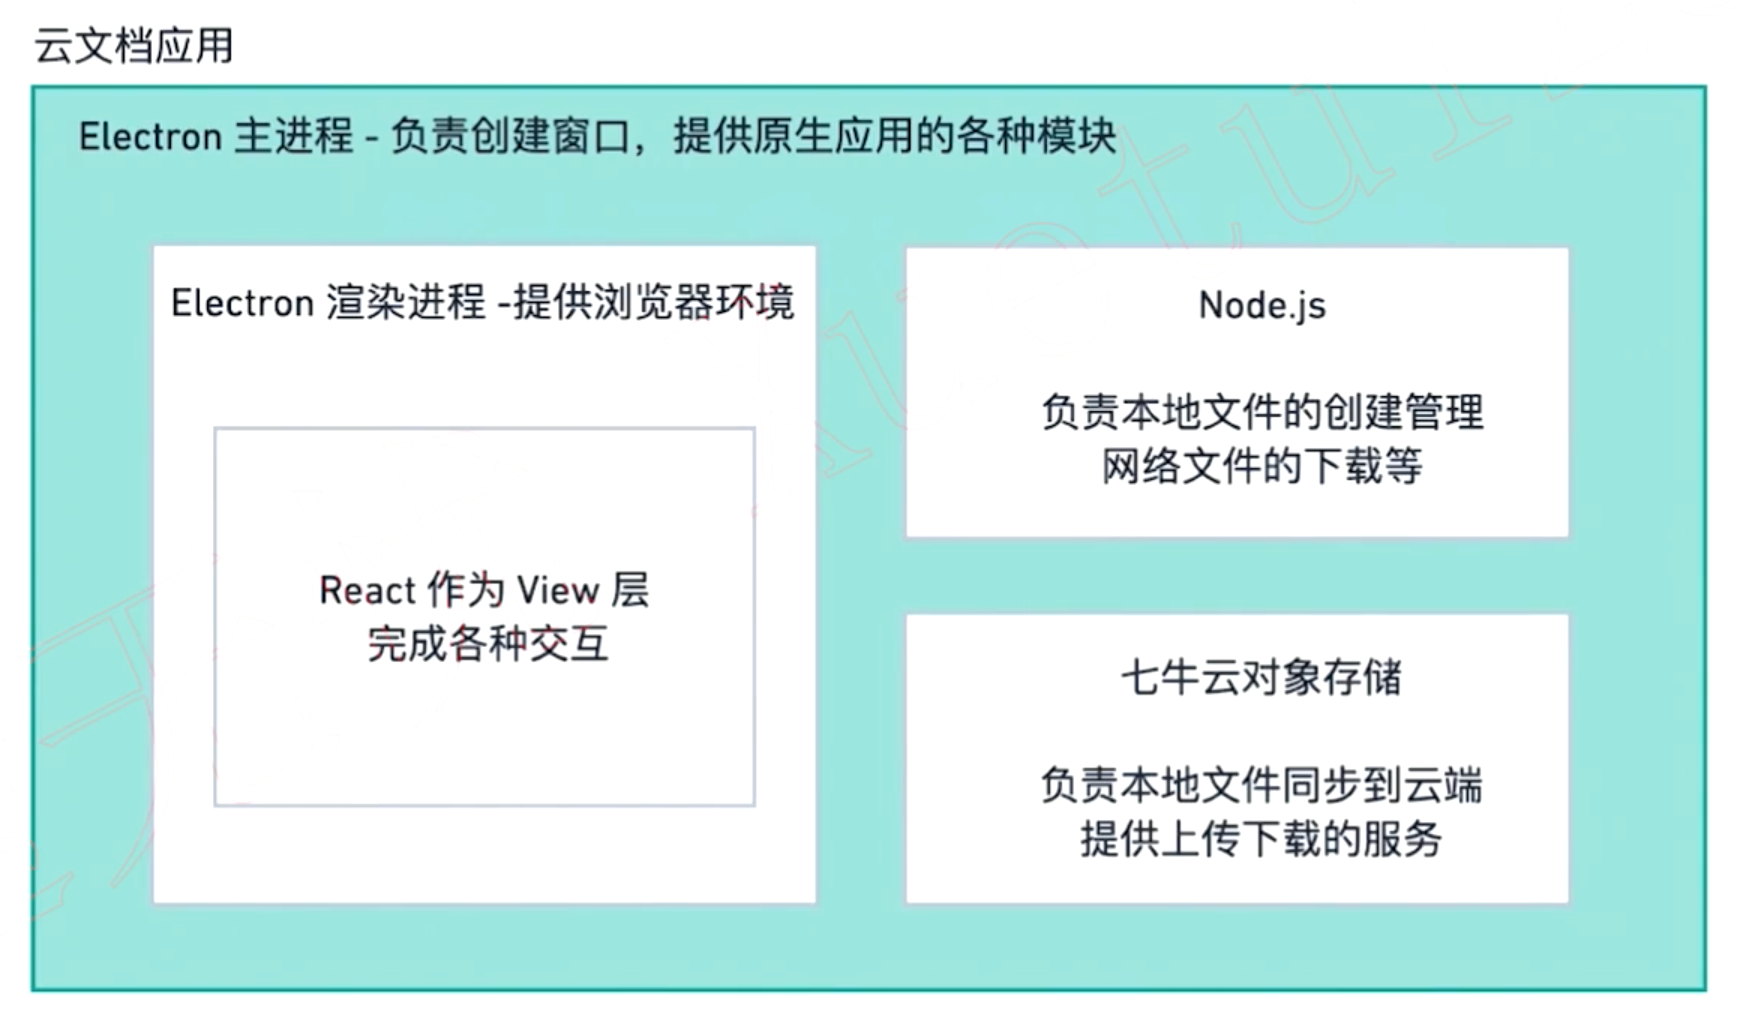 云文档应用
Electron 主进程 - 负责创建窗口，提供原生应用的各种模块
Electron 渲染进程 -提供浏览器环境
React 作为 View 层
完成各种交互
Node.js
负责本地文件的创建管理
网络文件的下载等
七牛云对象存储
负责本地文件同步到云端
提供上传下载的服务